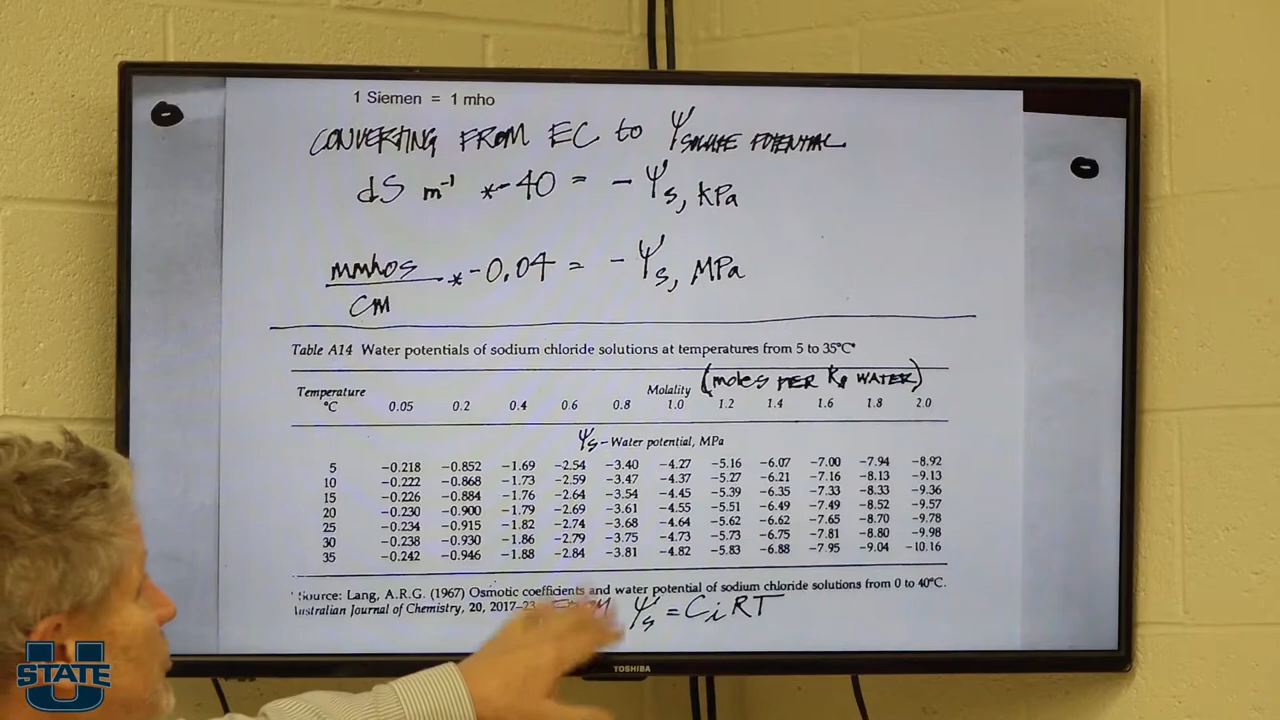 1 Siemen = 1 mho
CONVERTING FROM EC to Ψ SOLUTE POTENTIAL
dS m⁻¹ * -40 = - Ψs, kPa
mmhos / CM * -0.04 = - Ψs, MPa
Table A14 Water potentials of sodium chloride solutions at temperatures from 5 to 35°C*
Temperature °C Molality (moles PER Kg WATER)
0.05 0.2 0.4 0.6 0.8 1.0 1.2 1.4 1.6 1.8 2.0
Ψs - Water potential, MPa
5 -0.218 -0.852 -1.69 -2.54 -3.40 -4.27 -5.16 -6.07 -7.00 -7.94 -8.92
10 -0.222 -0.868 -1.73 -2.59 -3.47 -4.37 -5.27 -6.21 -7.16 -8.13 -9.13
15 -0.226 -0.884 -1.76 -2.64 -3.54 -4.45 -5.39 -6.35 -7.33 -8.33 -9.36
20 -0.230 -0.900 -1.79 -2.69 -3.61 -4.55 -5.51 -6.49 -7.49 -8.52 -9.57
25 -0.234 -0.915 -1.82 -2.74 -3.68 -4.64 -5.62 -6.62 -7.65 -8.70 -9.78
30 -0.238 -0.930 -1.86 -2.79 -3.75 -4.73 -5.73 -6.75 -7.81 -8.80 -9.98
35 -0.242 -0.946 -1.88 -2.84 -3.81 -4.82 -5.83 -6.88 -7.95 -9.04 -10.16
Source: Lang, A.R.G. (1967) Osmotic coefficients and water potential of sodium chloride solutions from 0 to 40°C.
Australian Journal of Chemistry, 20, 2017-23 Ψs = CiRT
TOSHIBA
U STATE